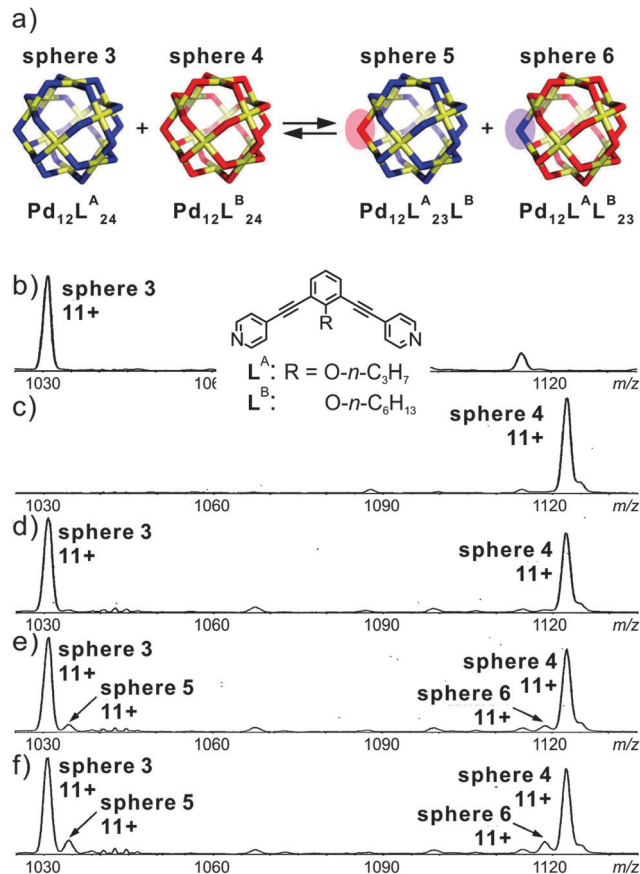 a)
sphere 3 sphere 4 sphere 5 sphere 6
+ +
Pd₁₂Lᴬ₂₄ Pd₁₂Lᴮ₂₄ Pd₁₂Lᴬ₂₃Lᴮ Pd₁₂LᴬLᴮ₂₃
b)
sphere 3
11+
R
N N
Lᴬ: R = O-n-C₃H₇
Lᴮ: O-n-C₆H₁₃
1030 106 1120 m/z
c)
sphere 4
11+
1030 1060 1090 1120 m/z
d)
sphere 3
11+
sphere 4
11+
1030 1060 1090 1120 m/z
e)
sphere 3
11+
sphere 5
11+
sphere 4
11+
sphere 6
11+
1030 1060 1090 1120 m/z
f)
sphere 3
11+
sphere 5
11+
sphere 4
11+
sphere 6
11+
1030 1060 1090 1120 m/z